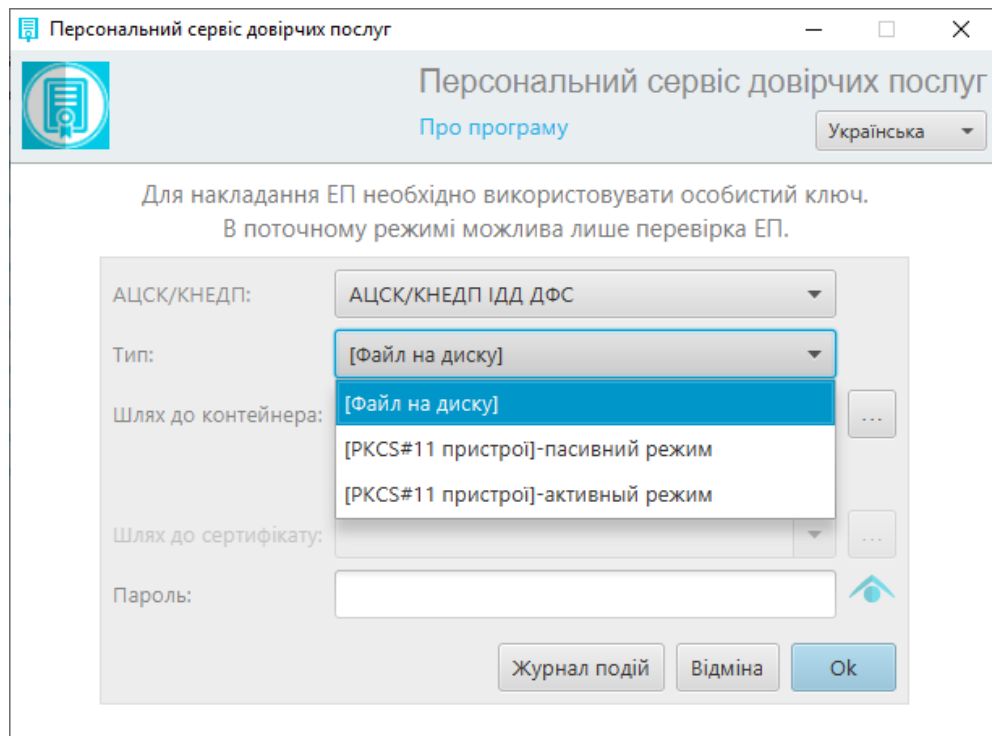 Персональний сервіс довірчих послуг
Персональний сервіс довірчих послуг
Про програму
Українська
Для накладання ЕП необхідно використовувати особистий ключ.
В поточному режимі можлива лише перевірка ЕП.
АЦСК/КНЕДП:
АЦСК/КНЕДП ІДД ДФС
Тип:
[Файл на диску]
[Файл на диску]
Шлях до контейнера:
...
[PKCS#11 пристрої]-пасивний режим
[PKCS#11 пристрої]-активный режим
Шлях до сертифікату:
...
Пароль:
Журнал подій
Відміна
Ok